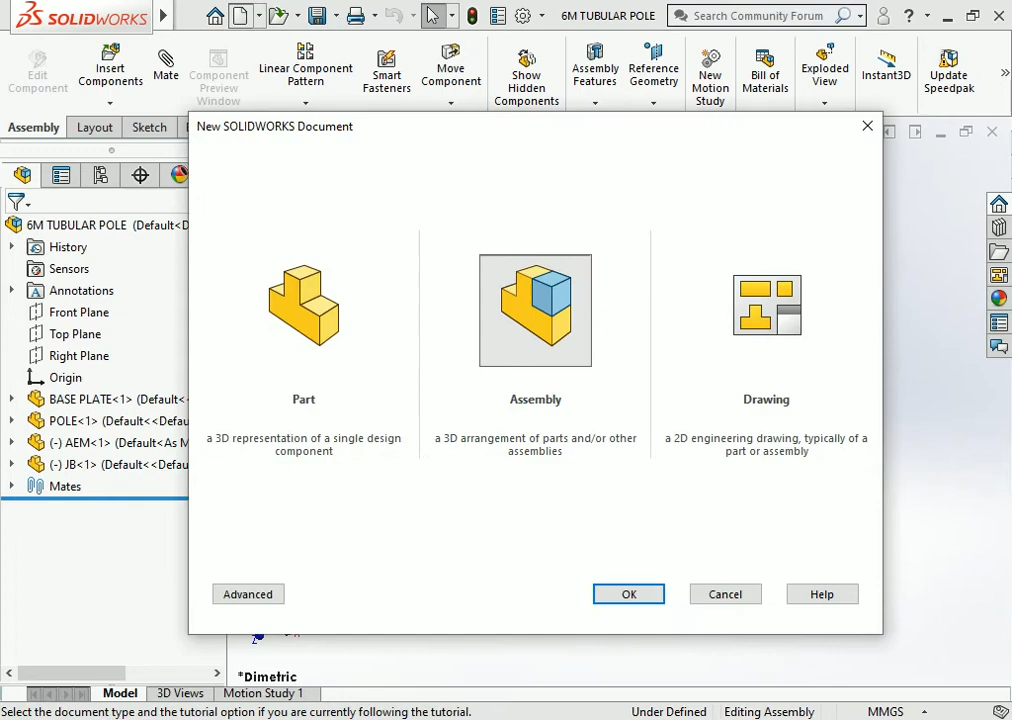 SOLIDWORKS
6M TUBULAR POLE
Search Community Forum
?
Edit
Component
Insert
Components
Mate
Component
Preview
Window
Linear Component
Pattern
Smart
Fasteners
Move
Component
Show
Hidden
Components
Assembly
Features
Reference
Geometry
New
Motion
Study
Bill of
Materials
Exploded
View
Instant3D
Update
Speedpak
Assembly
Layout
Sketch
New SOLIDWORKS Document
6M TUBULAR POLE (Default<D
History
Sensors
Annotations
Front Plane
Top Plane
Right Plane
Origin
BASE PLATE<1> (Default<
POLE<1> (Default<<Defau
(-) AEM<1> (Default<As M
(-) JB<1> (Default<<Defau
Mates
Part
a 3D representation of a single design
component
Assembly
a 3D arrangement of parts and/or other
assemblies
Drawing
a 2D engineering drawing, typically of a
part or assembly
Advanced
OK
Cancel
Help
*Dimetric
Model
3D Views
Motion Study 1
Select the document type and the tutorial option if you are currently following the tutorial.
Under Defined
Editing Assembly
MMGS